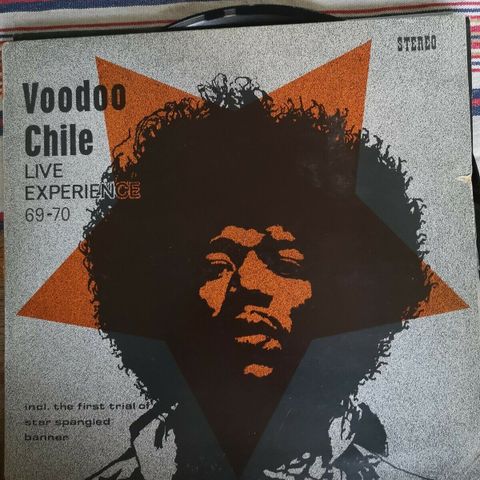 STEREO
Voodoo
Chile
LIVE
EXPERIENCE
69-70
incl. the first trial of
star spangled
banner